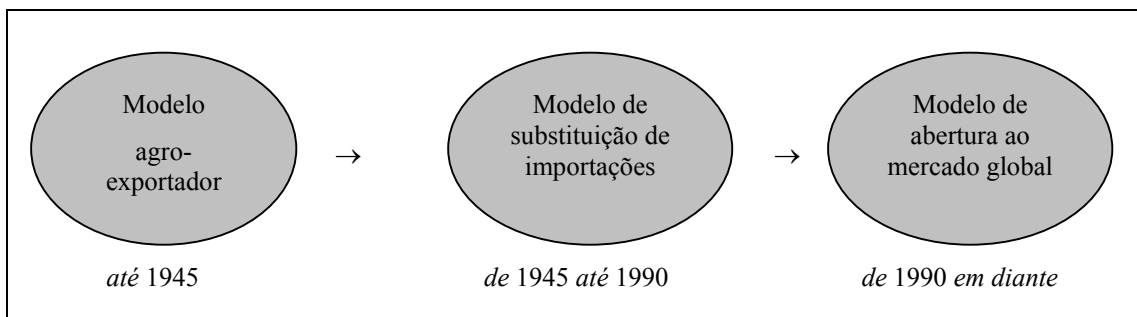 Modelo
agro-
exportador
→
Modelo de
substituição de
importações
→
Modelo de
abertura ao
mercado global
até 1945
de 1945 até 1990
de 1990 em diante